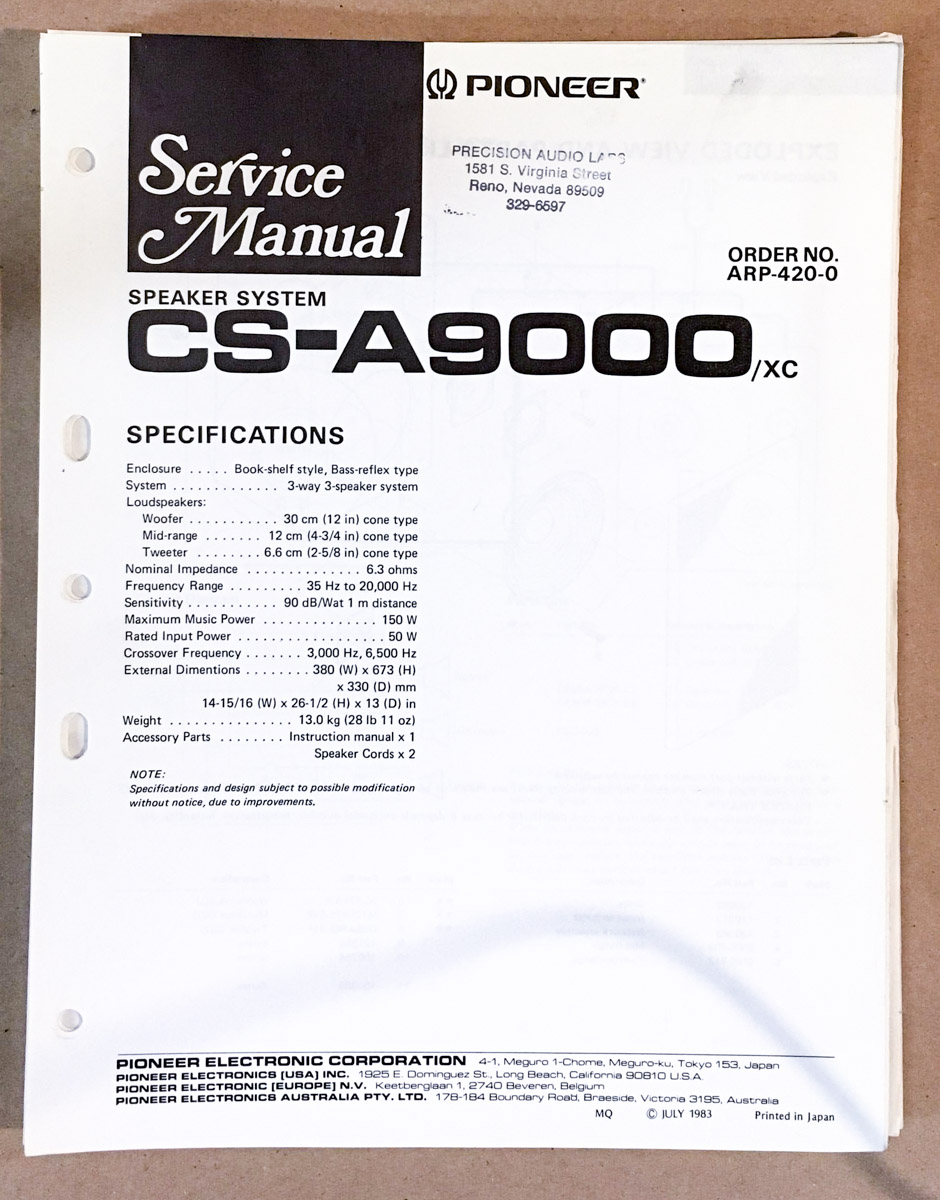 Service
Manual
PIONEER
PRECISION AUDIO LABS
1581 S. Virginia Street
Reno, Nevada 89509
329-6597
ORDER NO.
ARP-420-0
SPEAKER SYSTEM
CS-A9000/XC
SPECIFICATIONS
Enclosure ..... Book-shelf style, Bass-reflex type
System ............. 3-way 3-speaker system
Loudspeakers:
Woofer ........... 30 cm (12 in) cone type
Mid-range ....... 12 cm (4-3/4 in) cone type
Tweeter ........ 6.6 cm (2-5/8 in) cone type
Nominal Impedance .............. 6.3 ohms
Frequency Range ......... 35 Hz to 20,000 Hz
Sensitivity ........... 90 dB/Wat 1 m distance
Maximum Music Power .............. 150 W
Rated Input Power .................. 50 W
Crossover Frequency ....... 3,000 Hz, 6,500 Hz
External Dimentions ........ 380 (W) x 673 (H)
x 330 (D) mm
14-15/16 (W) x 26-1/2 (H) x 13 (D) in
Weight ............... 13.0 kg (28 lb 11 oz)
Accessory Parts ........ Instruction manual x 1
Speaker Cords x 2
NOTE:
Specifications and design subject to possible modification
without notice, due to improvements.
PIONEER ELECTRONIC CORPORATION 4-1, Meguro 1-Chome, Meguro-ku, Tokyo 153, Japan
PIONEER ELECTRONICS [USA] INC. 1925 E. Dominguez St., Long Beach, California 90810 U.S.A.
PIONEER ELECTRONIC [EUROPE] N.V. Keetberglaan 1, 2740 Beveren, Belgium
PIONEER ELECTRONICS AUSTRALIA PTY. LTD. 178-184 Boundary Road, Braeside, Victoria 3195, Australia
MQ © JULY 1983 Printed in Japan